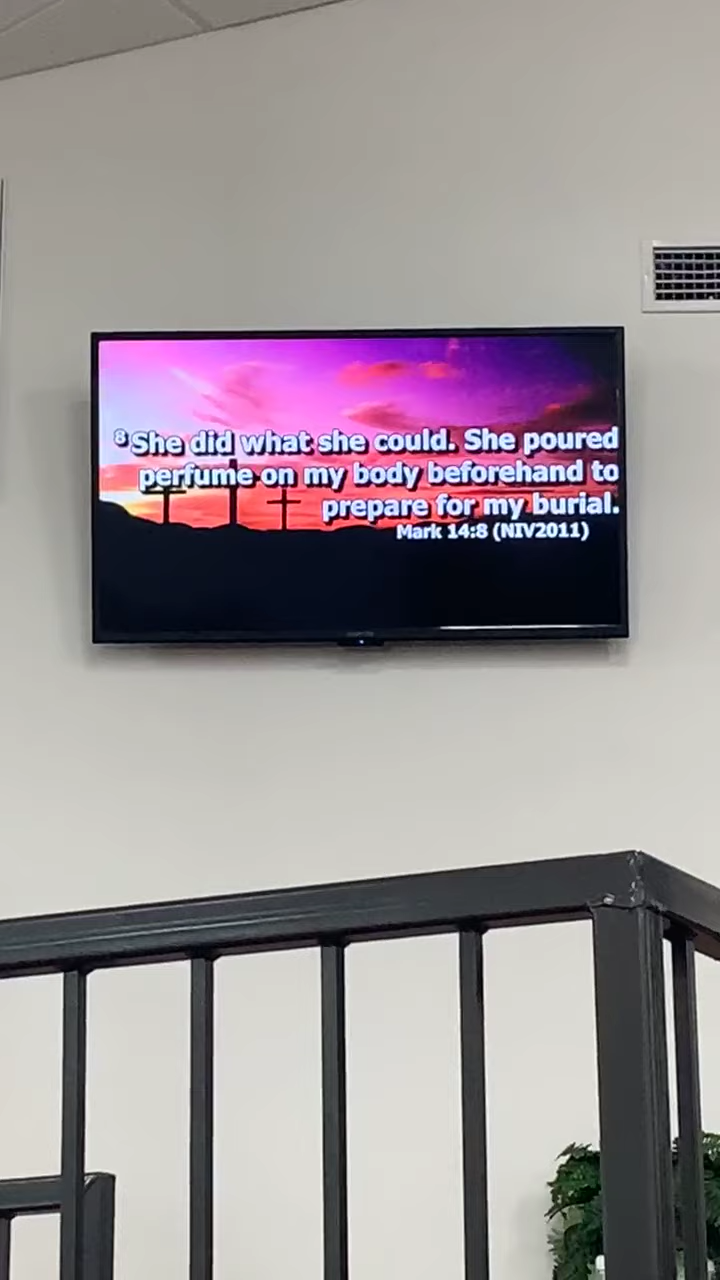 8 She did what she could. She poured
perfume on my body beforehand to
prepare for my burial.
Mark 14:8 (NIV2011)